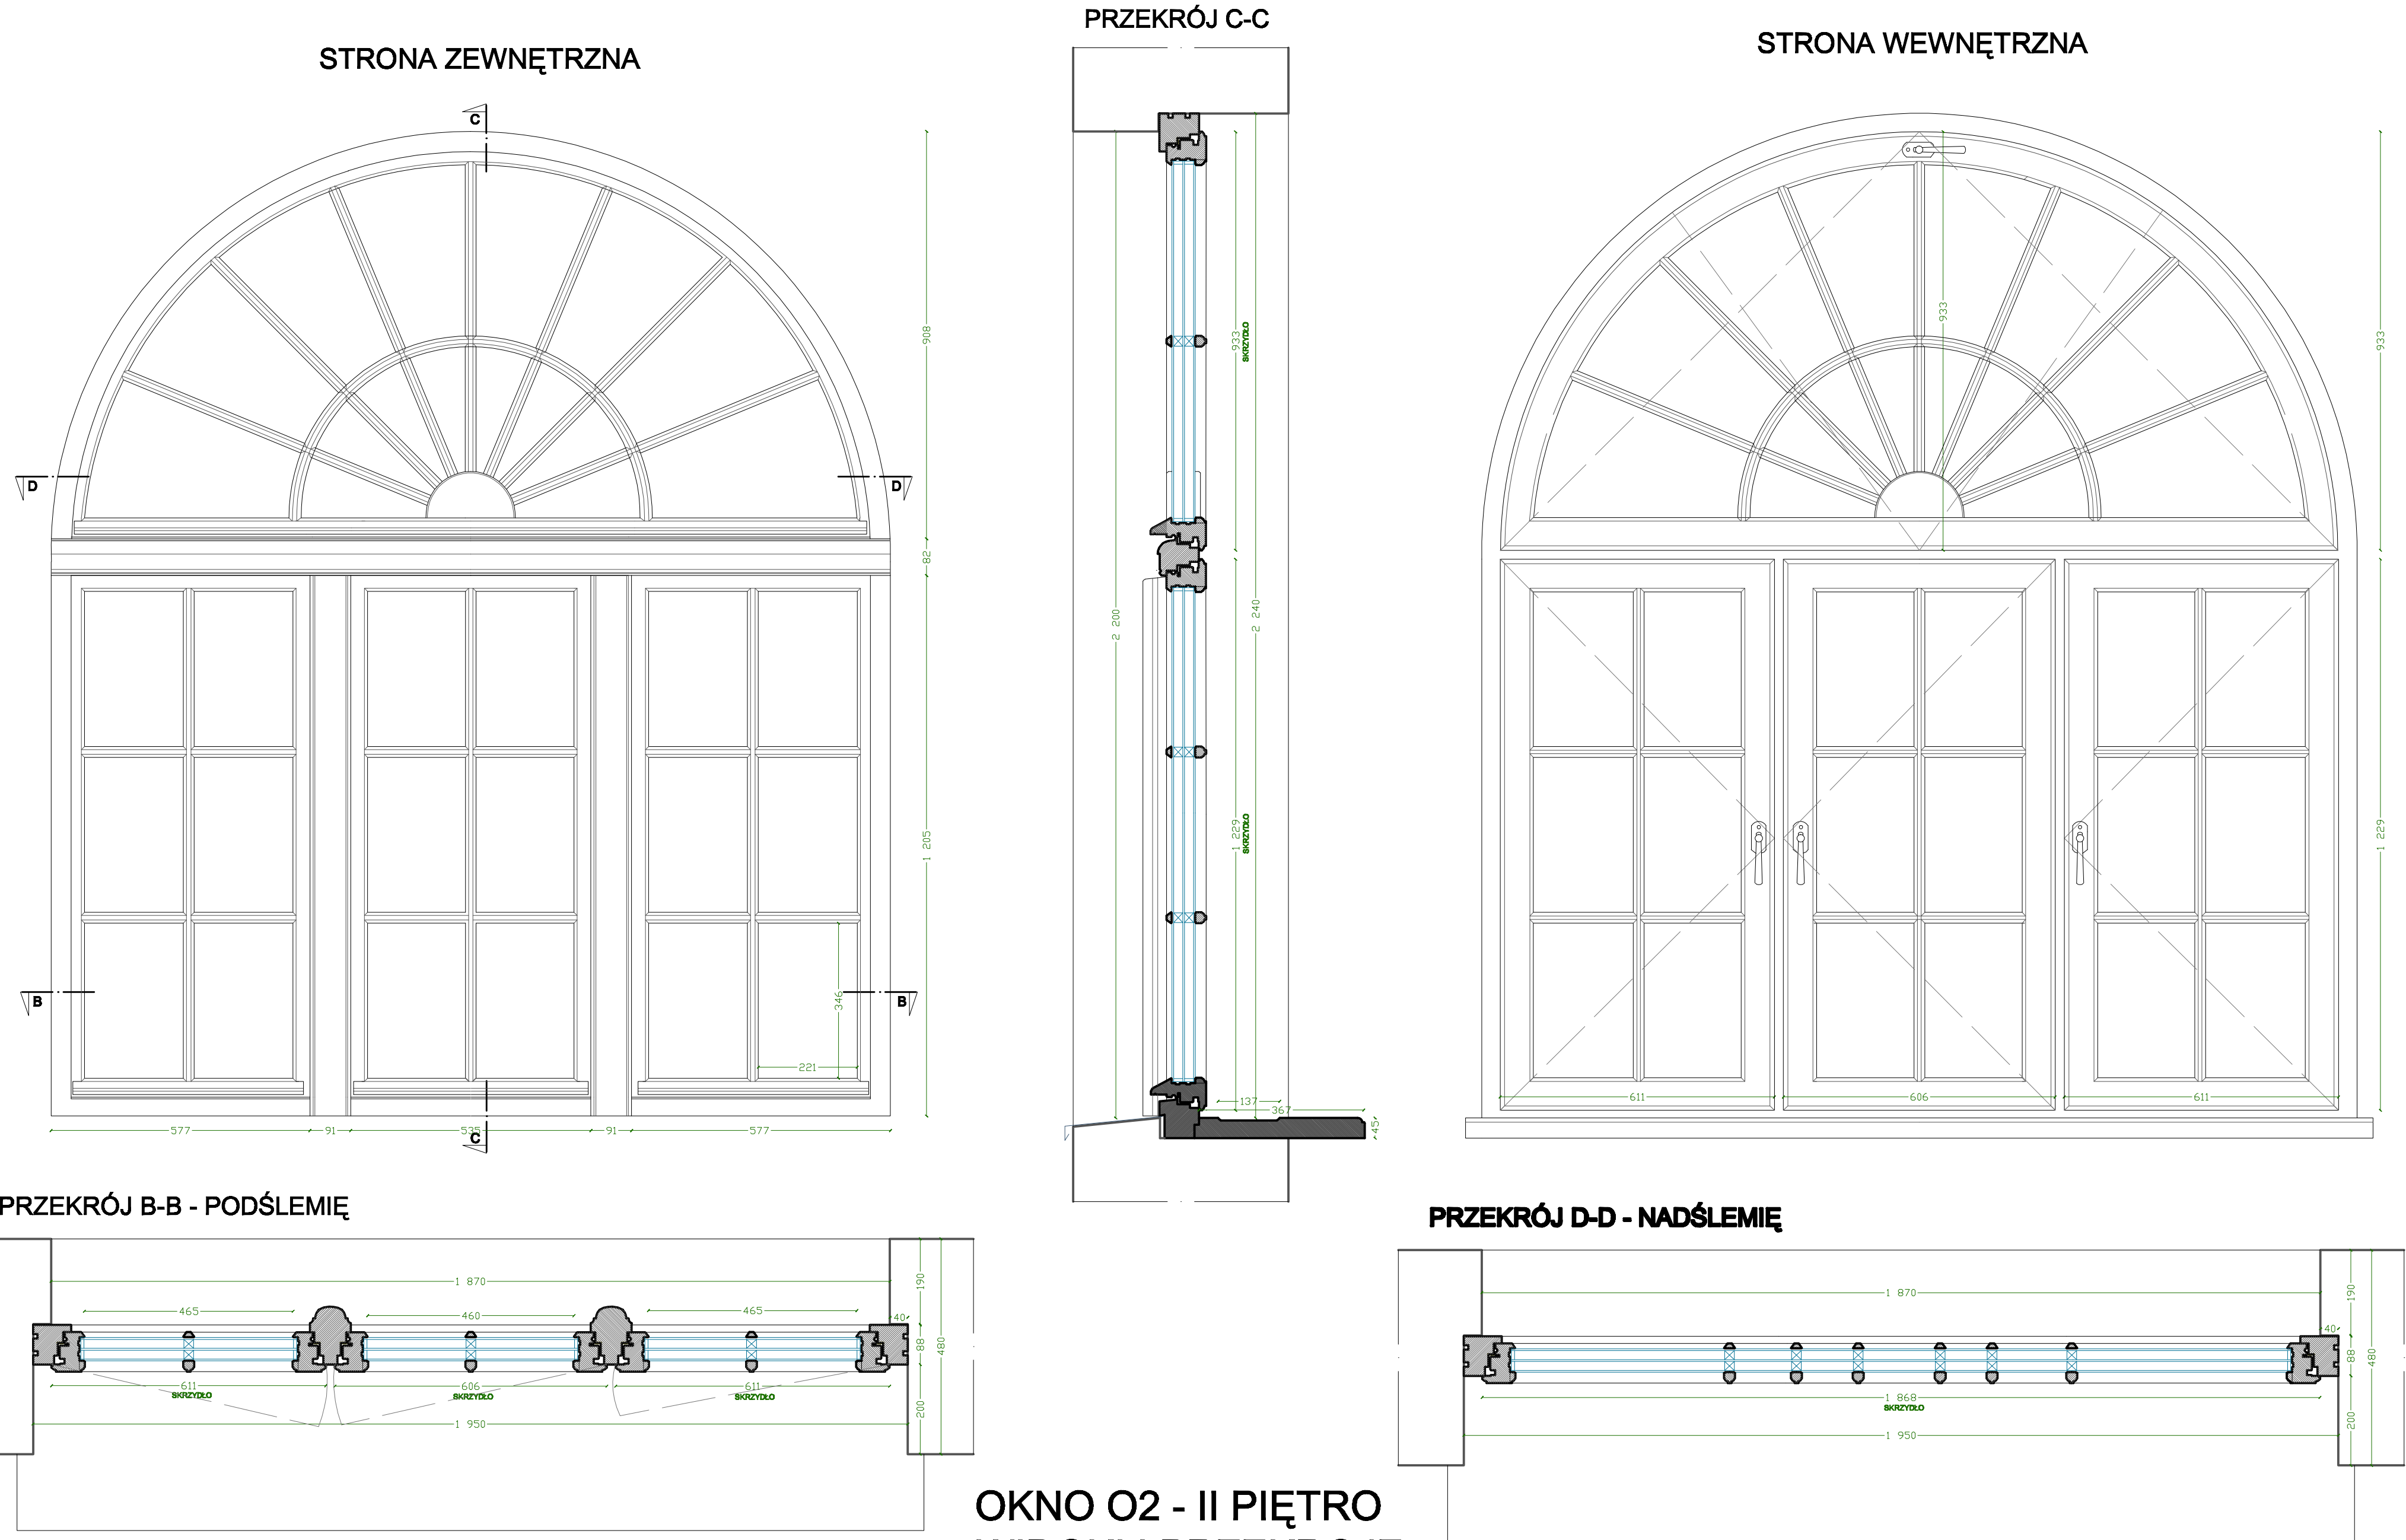 PRZEKRÓJ C-C
STRONA ZEWNĘTRZNA
STRONA WEWNĘTRZNA
C
908
82
1 205
D
D
B
B
346
221
577
91
535
91
577
C
2 200
933
SKRZYDŁO
2 240
1 229
SKRZYDŁO
137
367
45
933
933
1 229
611
606
611
PRZEKRÓJ B-B - PODŚLEMIĘ
1 870
465
460
465
40
190
88
200
480
611
SKRZYDŁO
606
SKRZYDŁO
611
SKRZYDŁO
1 950
PRZEKRÓJ D-D - NADŚLEMIĘ
1 870
40
190
88
200
480
1 868
SKRZYDŁO
1 950
OKNO O2 - II PIĘTRO